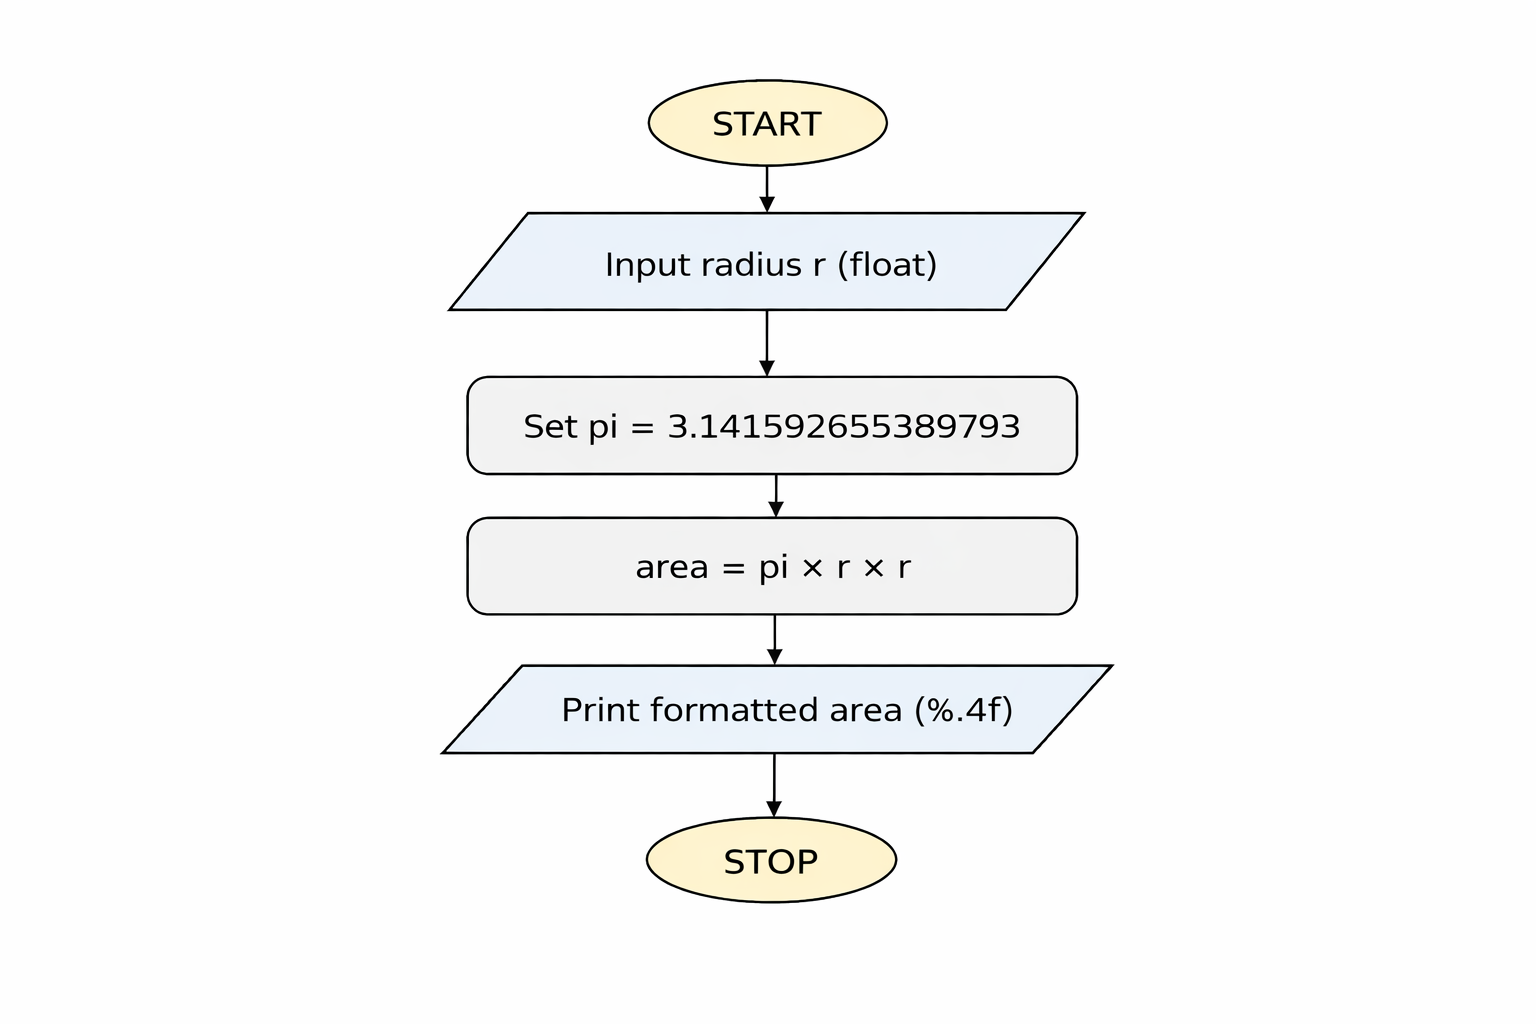 START
Input radius r (float)
Set pi = 3.141592655389793
area = pi × r × r
Print formatted area (%.4f)
STOP